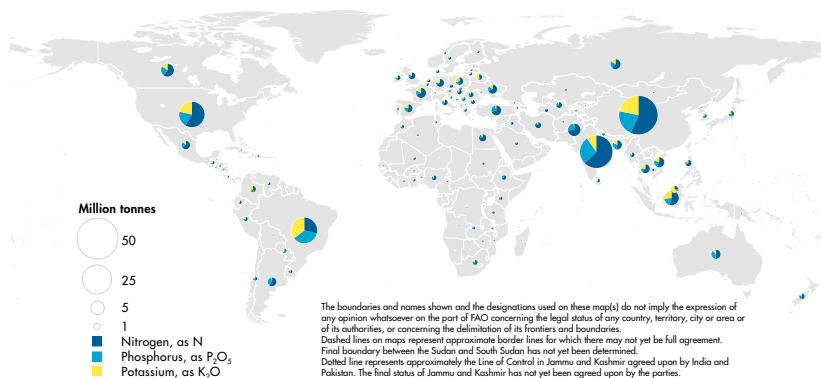 Million tonnes
50
25
5
1
Nitrogen, as N
Phosphorus, as P₂O₅
Potassium, as K₂O
The boundaries and names shown and the designations used on these map(s) do not imply the expression of
any opinion whatsoever on the part of FAO concerning the legal status of any country, territory, city or area or
of its authorities, or concerning the delimitation of its frontiers and boundaries.
Dashed lines on maps represent approximate border lines for which there may not yet be full agreement.
Final boundary between the Sudan and South Sudan has not yet been determined.
Dotted line represents approximately the Line of Control in Jammu and Kashmir agreed upon by India and
Pakistan. The final status of Jammu and Kashmir has not yet been agreed upon by the parties.